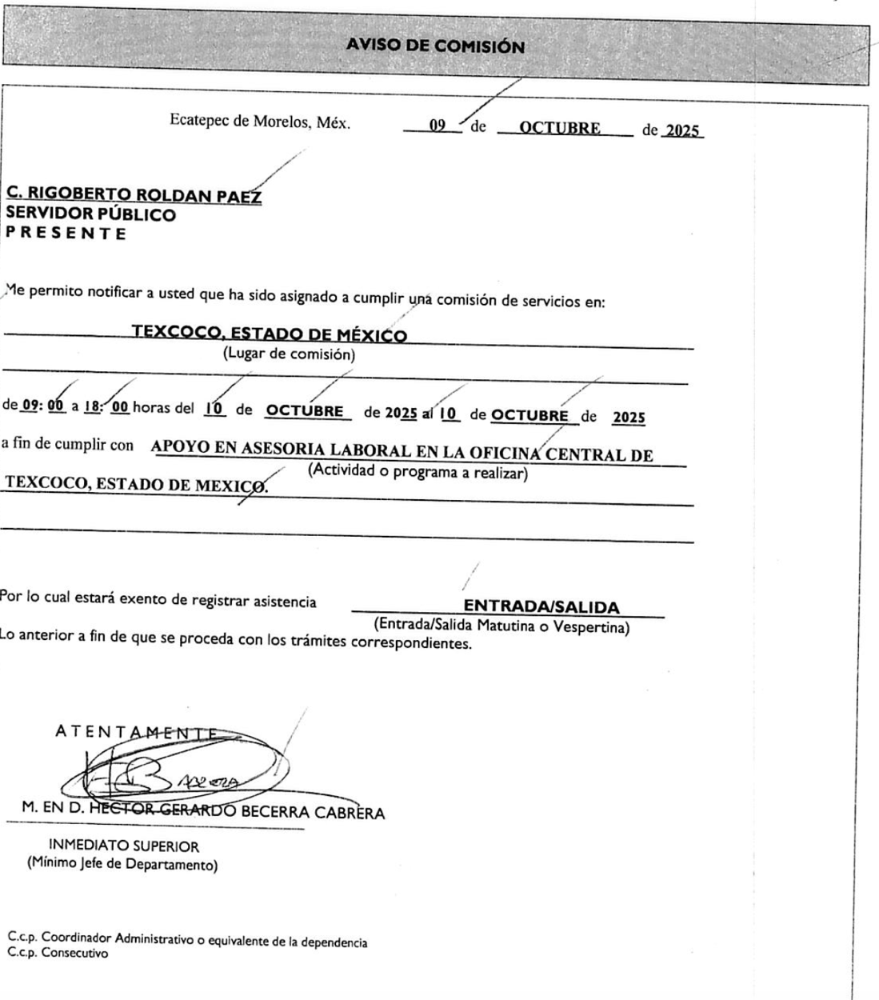 AVISO DE COMISIÓN
Ecatepec de Morelos, Méx. 09 de OCTUBRE de 2025
C. RIGOBERTO ROLDAN PAEZ
SERVIDOR PÚBLICO
P R E S E N T E
Me permito notificar a usted que ha sido asignado a cumplir una comisión de servicios en:
TEXCOCO, ESTADO DE MÉXICO
(Lugar de comisión)
de 09: 00 a 18: 00 horas del 10 de OCTUBRE de 2025 al 10 de OCTUBRE de 2025
a fin de cumplir con APOYO EN ASESORIA LABORAL EN LA OFICINA CENTRAL DE
(Actividad o programa a realizar)
TEXCOCO, ESTADO DE MEXICO.
Por lo cual estará exento de registrar asistencia ENTRADA/SALIDA
(Entrada/Salida Matutina o Vespertina)
Lo anterior a fin de que se proceda con los trámites correspondientes.
A T E N T A M E N T E
M. EN D. HECTOR GERARDO BECERRA CABRERA
INMEDIATO SUPERIOR
(Mínimo Jefe de Departamento)
C.c.p. Coordinador Administrativo o equivalente de la dependencia
C.c.p. Consecutivo